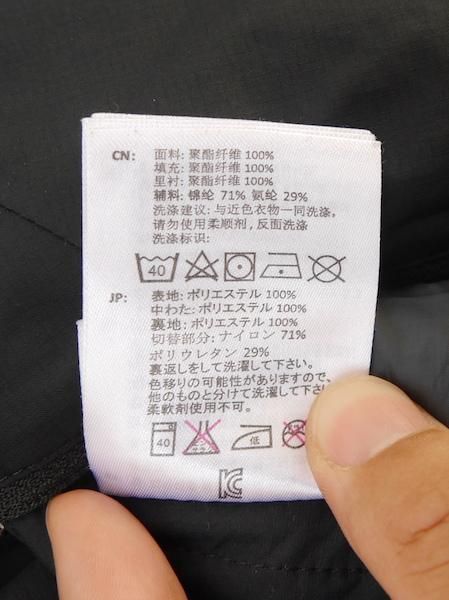 CN: 面料: 聚酯纤维 100%
填充: 聚酯纤维 100%
里衬: 聚酯纤维 100%
辅料: 锦纶 71% 氨纶 29%
洗涤建议: 与近色衣物一同洗涤,
请勿使用柔顺剂, 反面洗涤
洗涤标识:
40
JP: 表地: ポリエステル 100%
中わた: ポリエステル 100%
裏地: ポリエステル 100%
切替部分: ナイロン 71%
ポリウレタン 29%
裏返しをして洗濯して下さい。
色移りの可能性がありますので、
他のものと分けて洗濯して下
柔軟剤使用不可。
40 低